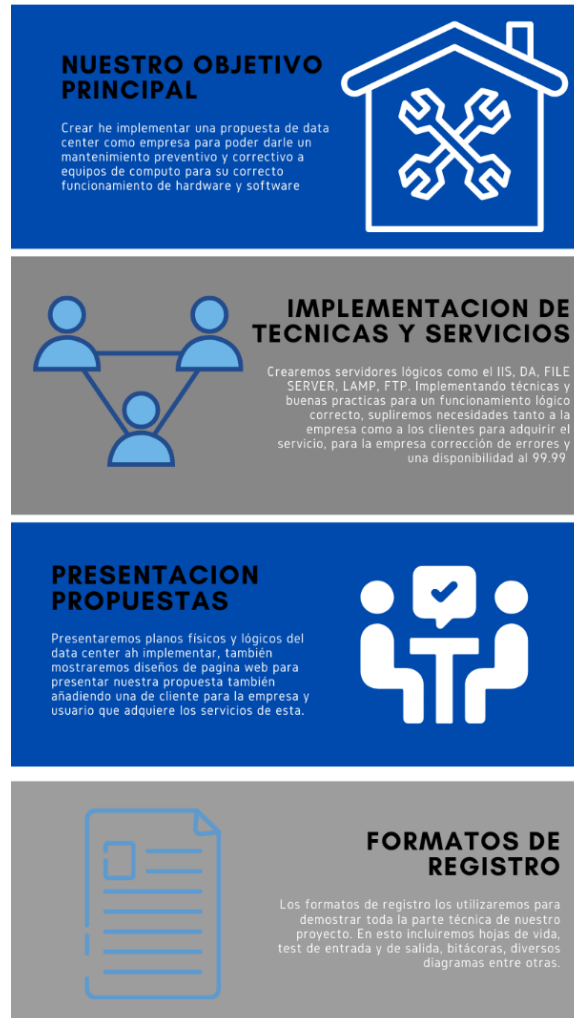 NUESTRO OBJETIVO
PRINCIPAL
Crear he implementar una propuesta de data
center como empresa para poder darle un
mantenimiento preventivo y correctivo a
equipos de computo para su correcto
funcionamiento de hardware y software
IMPLEMENTACION DE
TECNICAS Y SERVICIOS
Crearemos servidores lógicos como el IIS, DA, FILE
SERVER, LAMP, FTP. Implementando técnicas y
buenas practicas para un funcionamiento lógico
correcto, supliremos necesidades tanto a la
empresa como a los clientes para adquirir el
servicio, para la empresa corrección de errores y
una disponibilidad al 99.99
PRESENTACION
PROPUESTAS
Presentaremos planos físicos y lógicos del
data center ah implementar, también
mostraremos diseños de pagina web para
presentar nuestra propuesta también
añadiendo una de cliente para la empresa y
usuario que adquiere los servicios de esta.
FORMATOS DE
REGISTRO
Los formatos de registro los utilizaremos para
demostrar toda la parte técnica de nuestro
proyecto. En esto incluiremos hojas de vida,
test de entrada y de salida, bitácoras, diversos
diagramas entre otras.